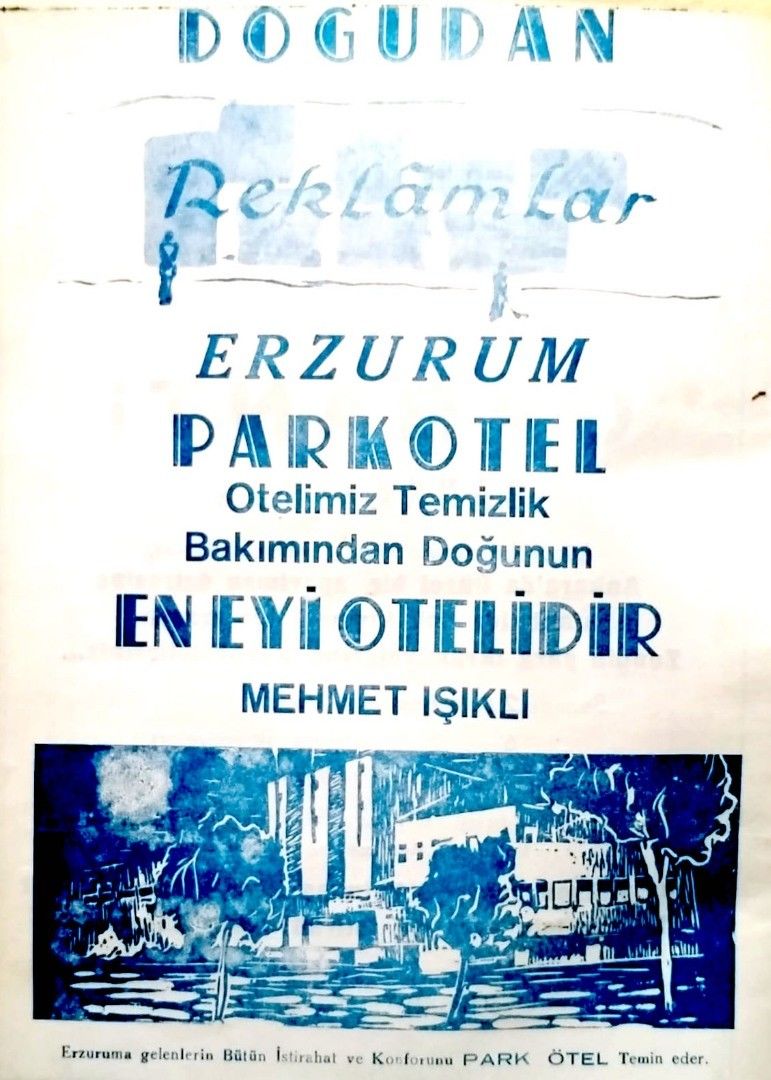 DOĞUDAN
Reklâmlar
ERZURUM
PARKOTEL
Otelimiz Temizlik
Bakımından Doğunun
EN EYİ OTELİDİR
MEHMET IŞIKLI
Erzuruma gelenlerin Bütün İstirahat ve Konforunu PARK ÖTEL Temin eder.